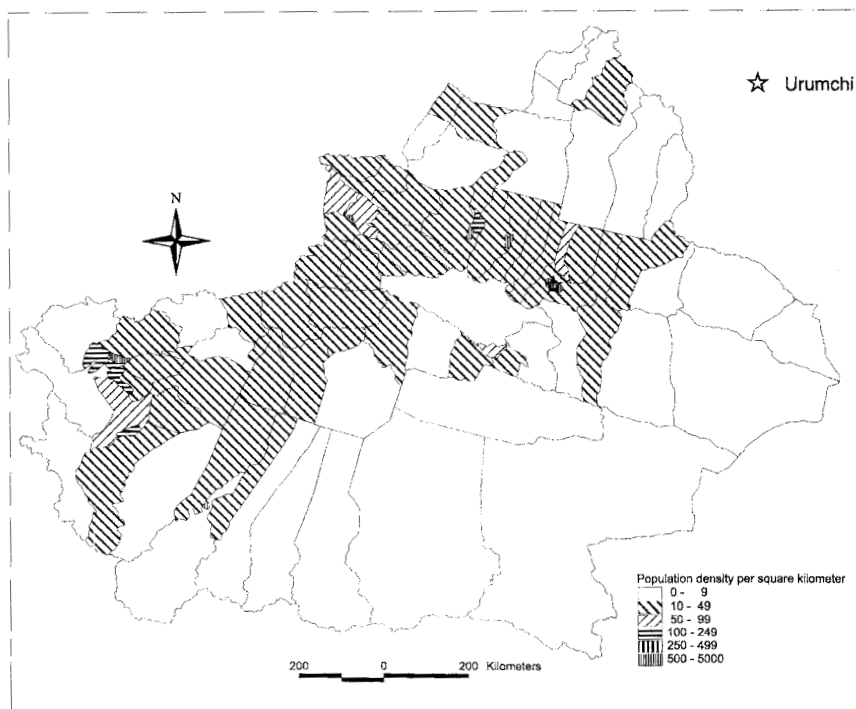 Urumchi
N
Population density per square kilometer
0 - 9
10 - 49
50 - 99
100 - 249
250 - 499
500 - 5000
200 0 200 Kilometers